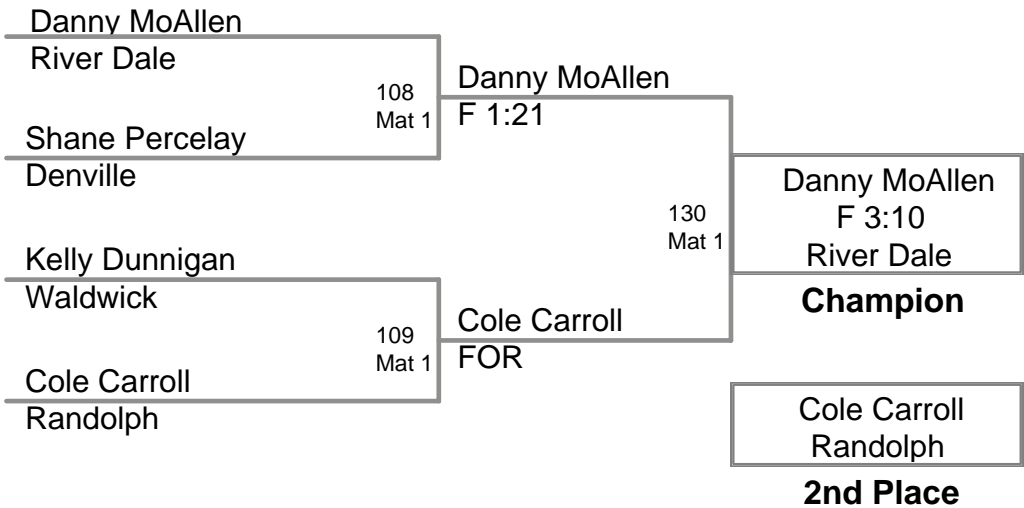 Danny MoAllen
River Dale
108
Mat 1
Danny MoAllen
F 1:21
Shane Percelay
Denville
Danny MoAllen
F 3:10
River Dale
Champion
130
Mat 1
Kelly Dunnigan
Waldwick
109
Mat 1
Cole Carroll
FOR
Cole Carroll
Randolph
Cole Carroll
Randolph
2nd Place